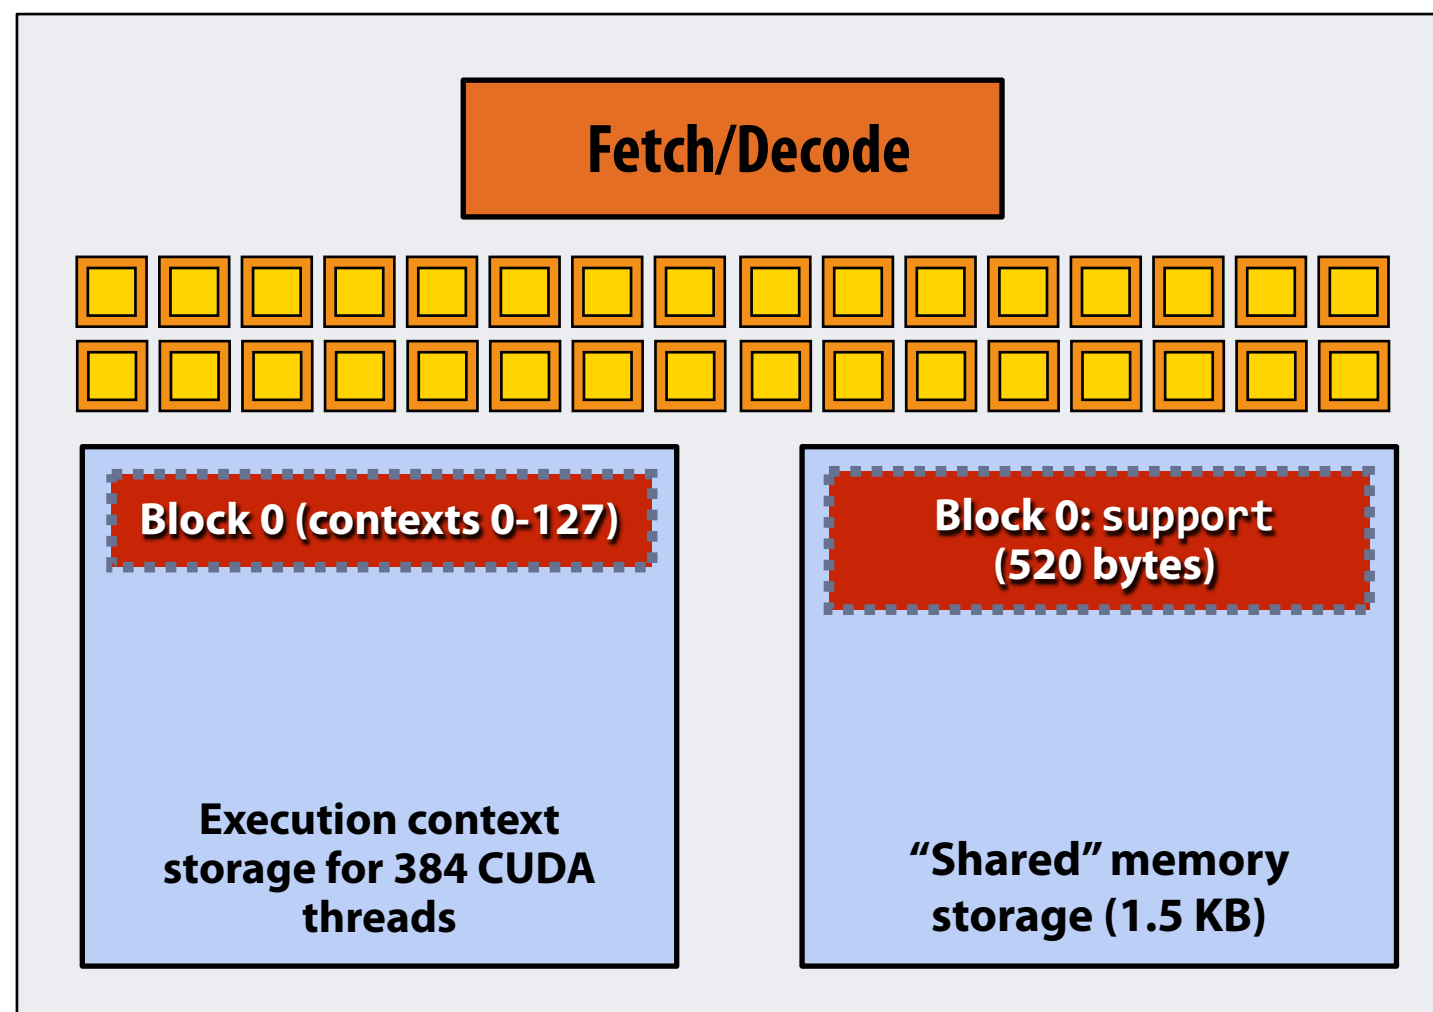 Fetch/Decode
Block 0 (contexts 0-127)
Block 0: support
(520 bytes)
Execution context
storage for 384 CUDA
threads
“Shared” memory
storage (1.5 KB)